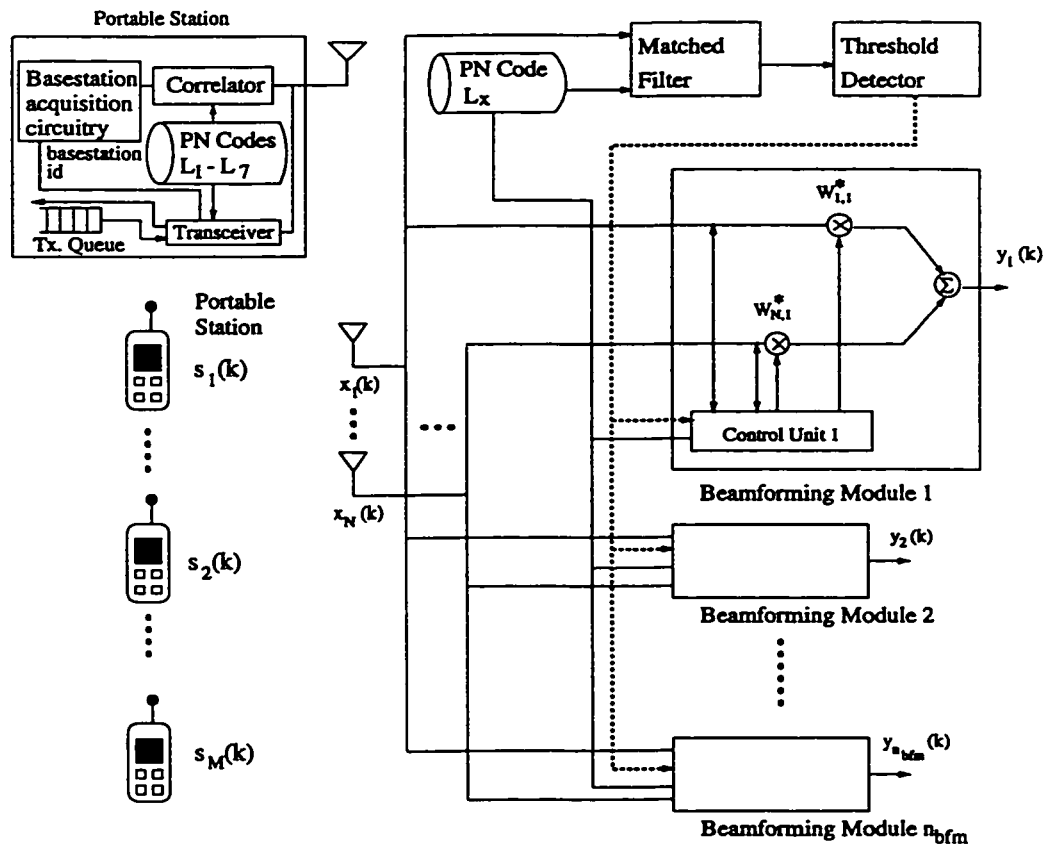 Portable Station
Basestation
acquisition
circuitry
Correlator
PN Codes
L1 - L7
basestation
id
Transceiver
Tx. Queue
PN Code
Lx
Matched
Filter
Threshold
Detector
W*1,1
W*N,1
Σ
y1(k)
Control Unit 1
Beamforming Module 1
Portable
Station
s1(k)
x1(k)
xN(k)
s2(k)
y2(k)
Beamforming Module 2
sM(k)
ynbfm(k)
Beamforming Module nbfm